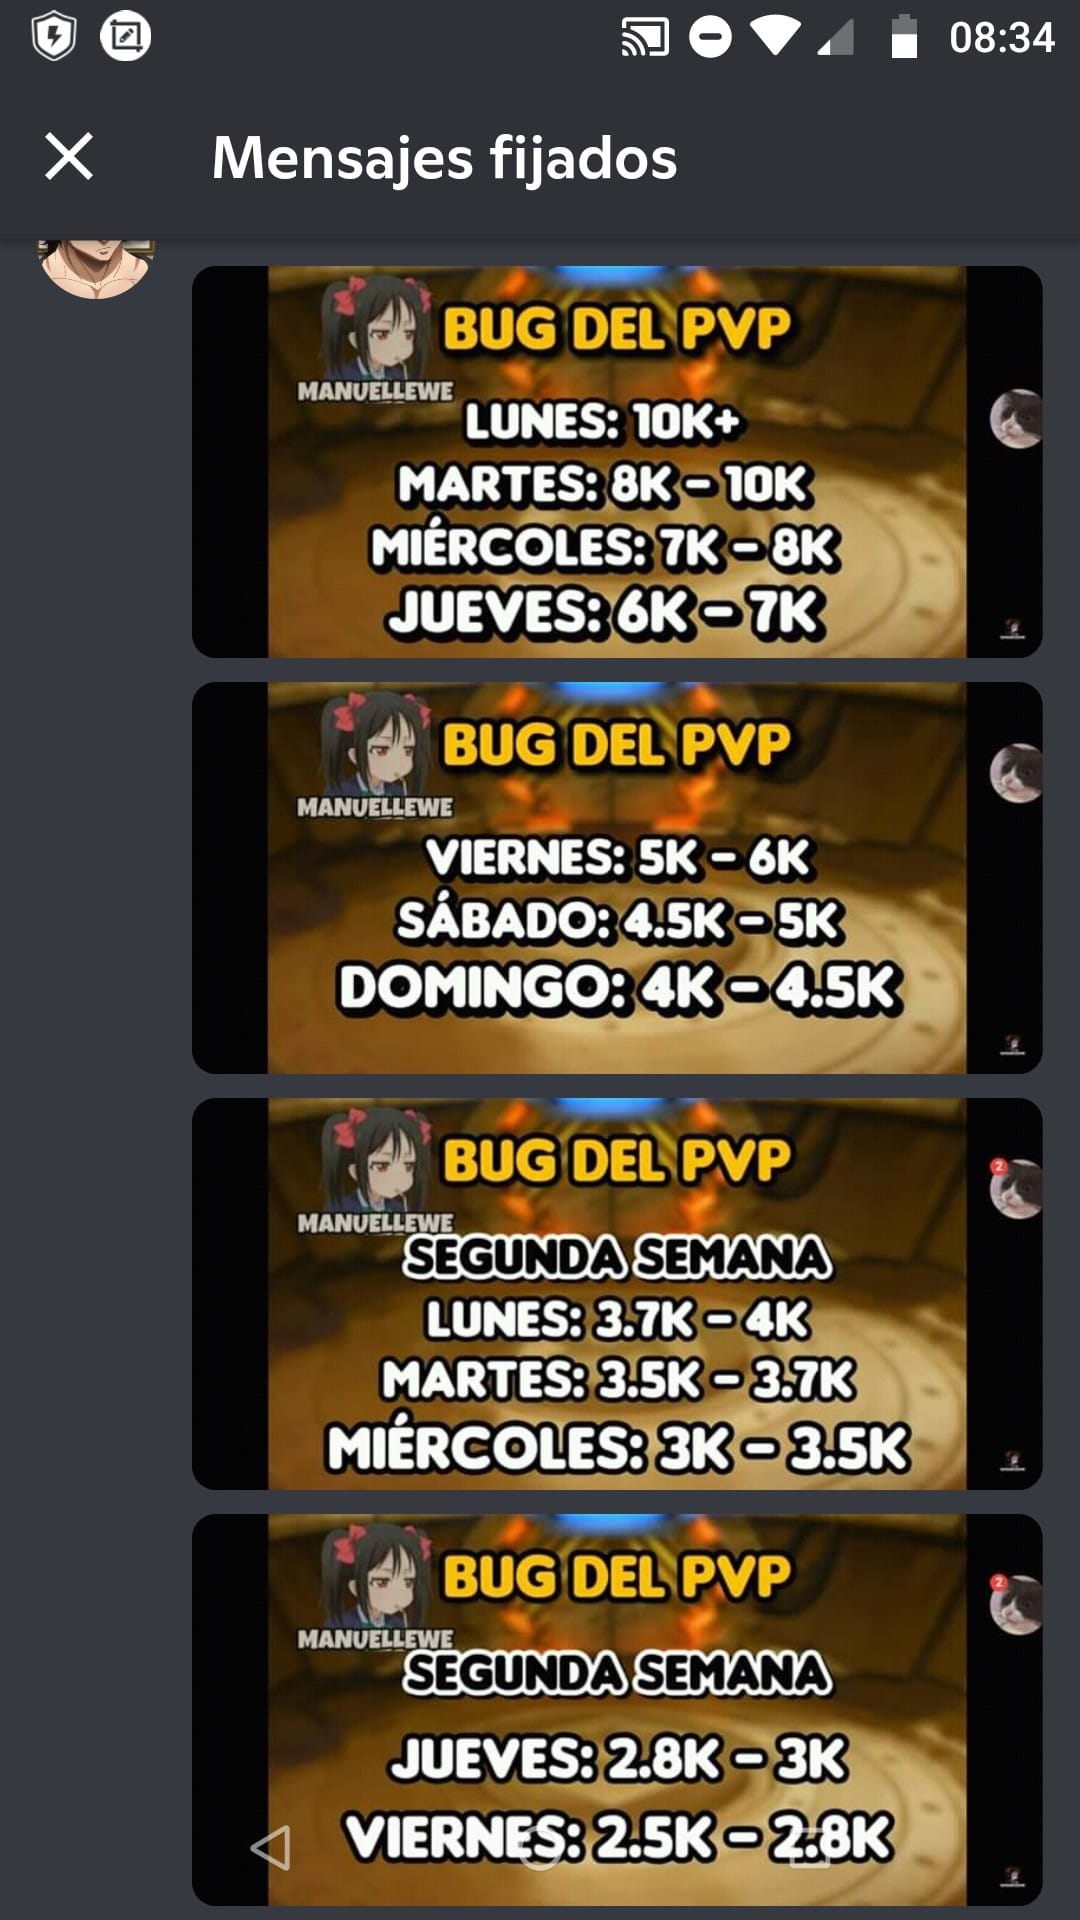 08:34
Mensajes fijados
BUG DEL PVP
MANUELLEWE
LUNES: 10K+
MARTES: 8K – 10K
MIÉRCOLES: 7K – 8K
JUEVES: 6K – 7K
BUG DEL PVP
MANUELLEWE
VIERNES: 5K – 6K
SÁBADO: 4.5K – 5K
DOMINGO: 4K – 4.5K
BUG DEL PVP
2
MANUELLEWE
SEGUNDA SEMANA
LUNES: 3.7K – 4K
MARTES: 3.5K – 3.7K
MIÉRCOLES: 3K – 3.5K
BUG DEL PVP
2
MANUELLEWE
SEGUNDA SEMANA
JUEVES: 2.8K – 3K
VIERNES: 2.5K – 2.8K